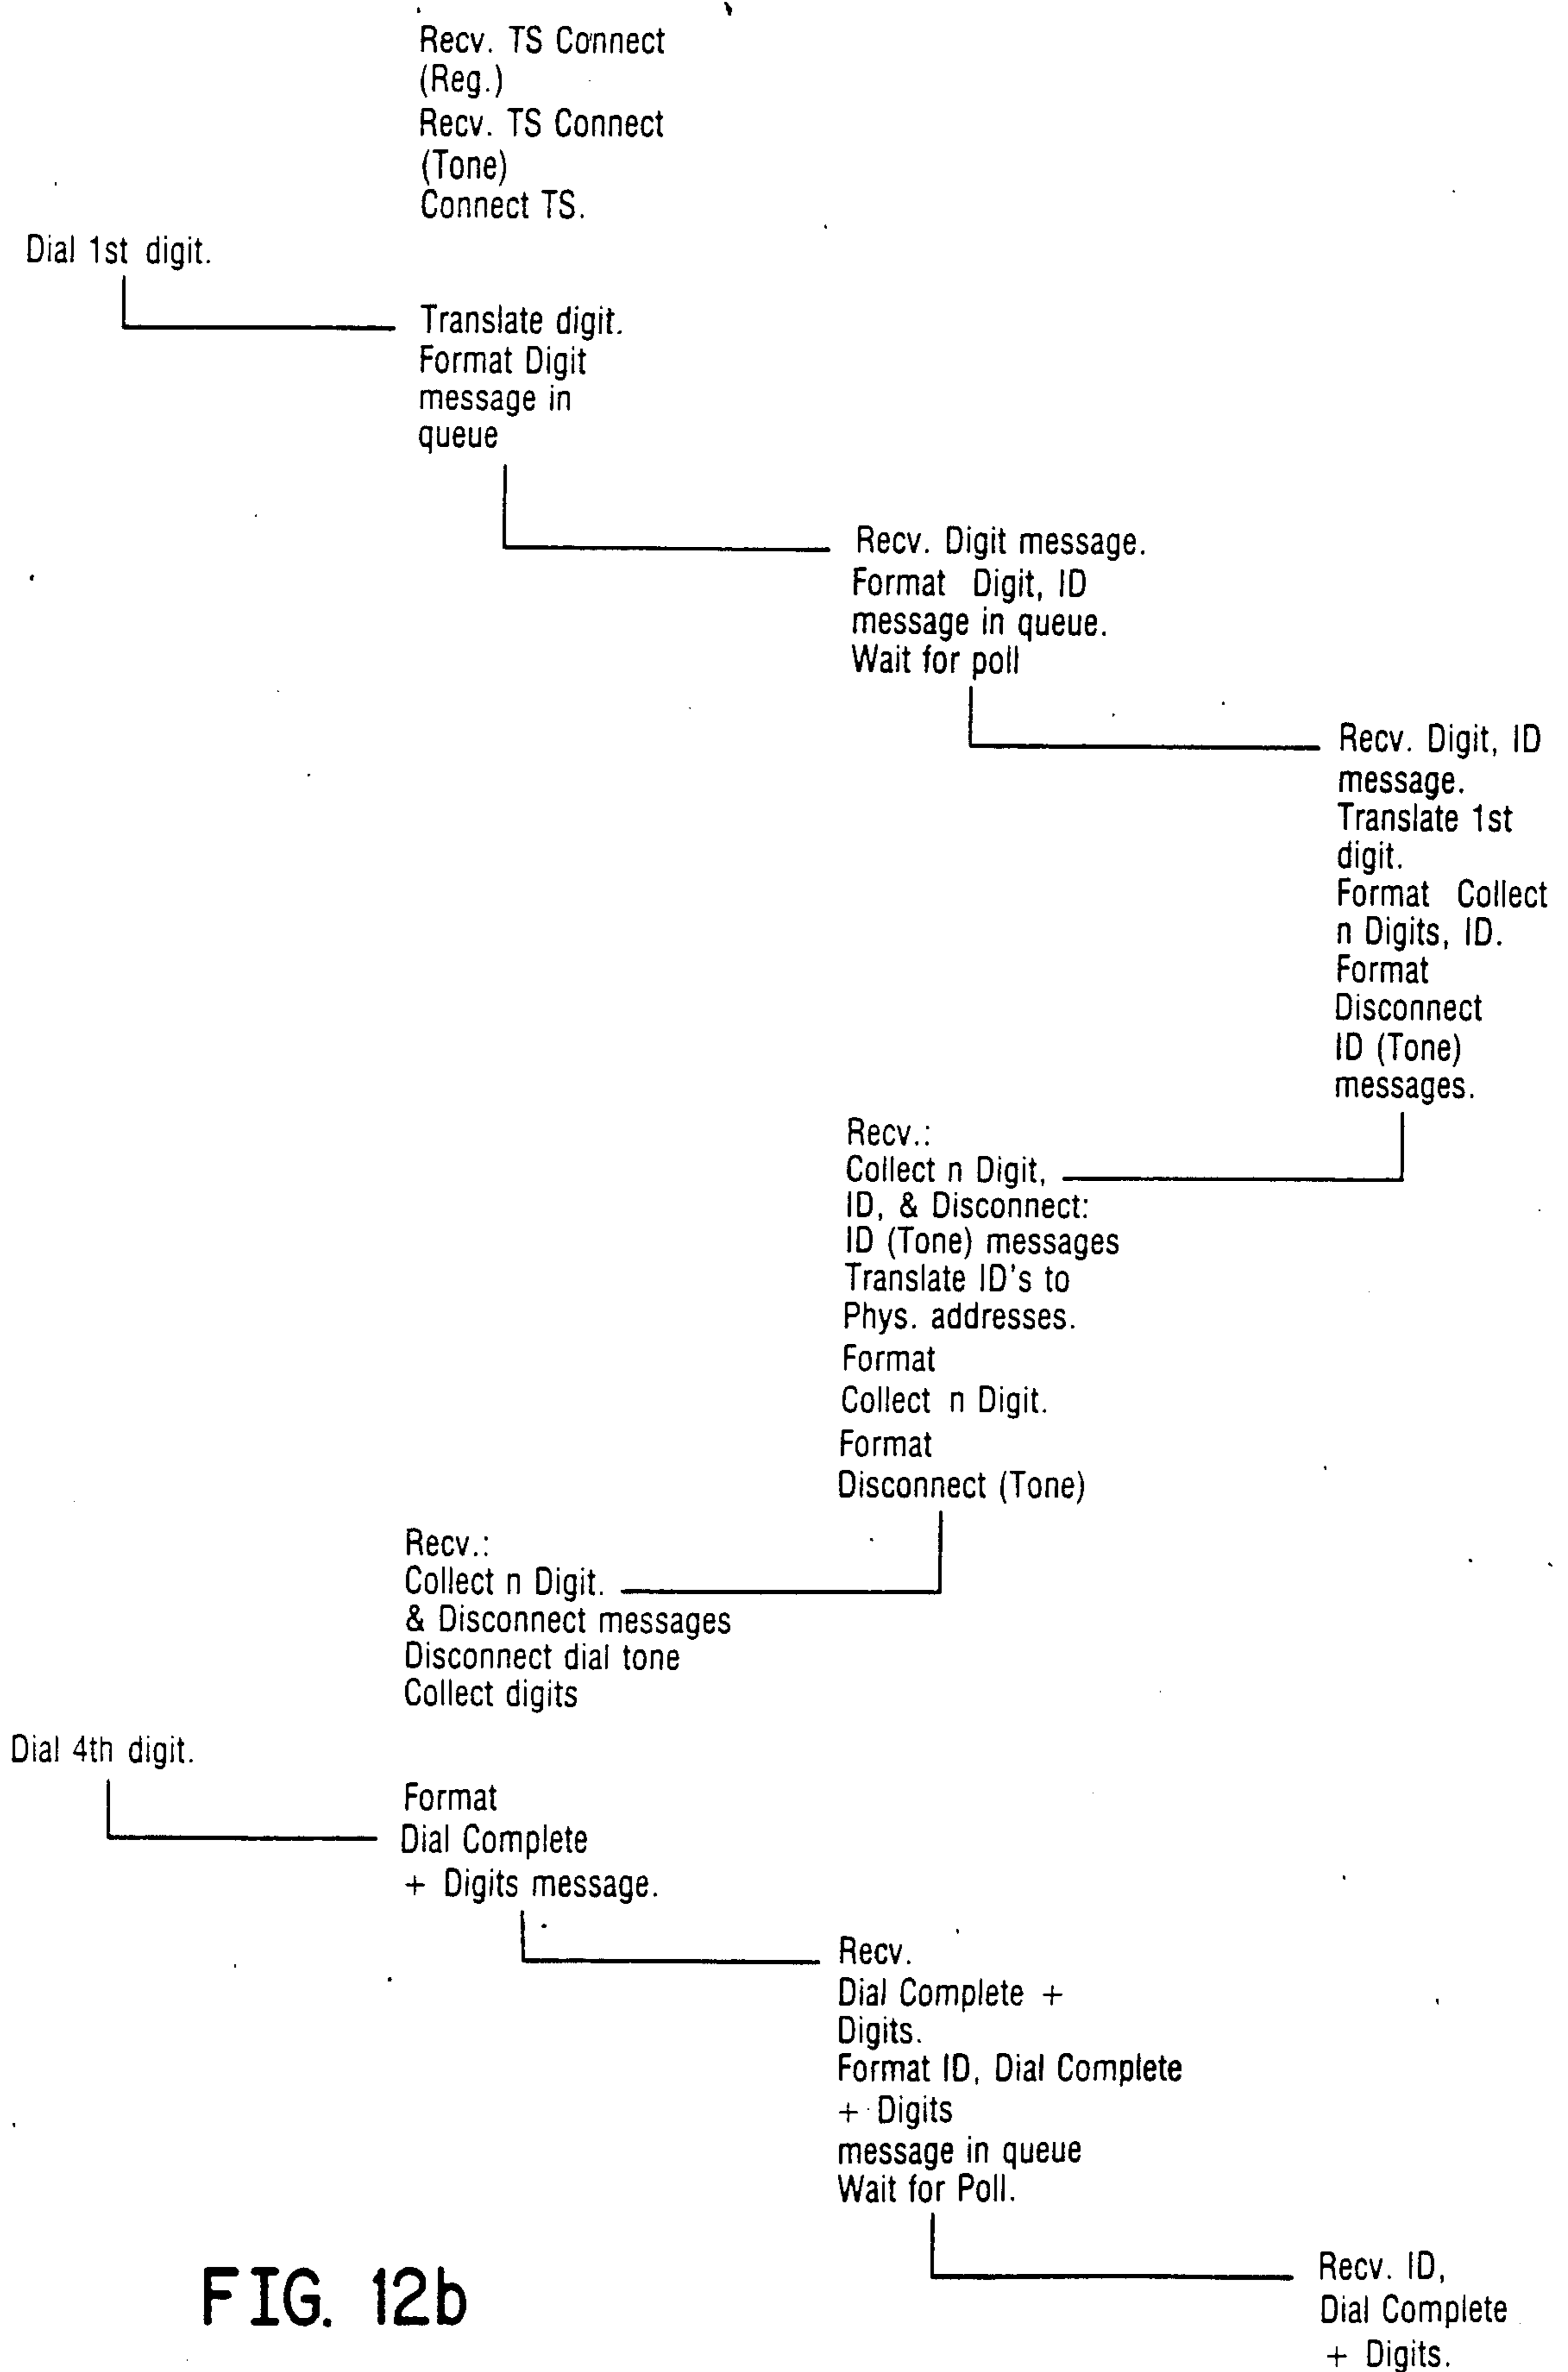 Recv. TS Connect
(Reg.)
Recv. TS Connect
(Tone)
Connect TS.
Dial 1st digit.
Translate digit.
Format Digit
message in
queue
Recv. Digit message.
Format Digit, ID
message in queue.
Wait for poll
Recv. Digit, ID
message.
Translate 1st
digit.
Format Collect
n Digits, ID.
Format
Disconnect
ID (Tone)
messages.
Recv.:
Collect n Digit,
ID, & Disconnect:
ID (Tone) messages
Translate ID's to
Phys. addresses.
Format
Collect n Digit.
Format
Disconnect (Tone)
Recv.:
Collect n Digit.
& Disconnect messages
Disconnect dial tone
Collect digits
Dial 4th digit.
Format
Dial Complete
+ Digits message.
Recv.
Dial Complete +
Digits.
Format ID, Dial Complete
+ Digits
message in queue
Wait for Poll.
Recv. ID,
Dial Complete
+ Digits.
FIG. 12b